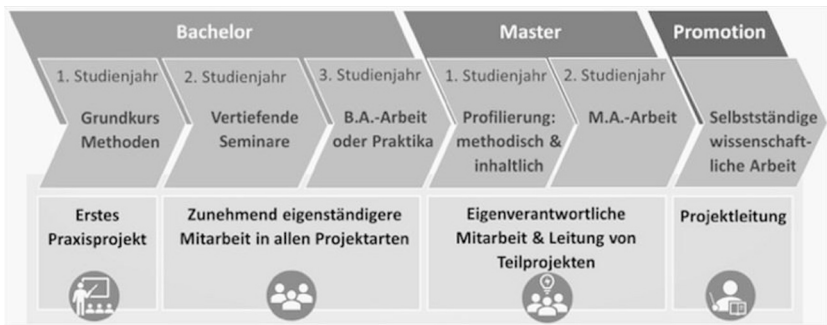 Bachelor
Master
Promotion
1. Studienjahr
Grundkurs
Methoden
2. Studienjahr
Vertiefende
Seminare
3. Studienjahr
B.A.-Arbeit
oder Praktika
1. Studienjahr
Profilierung:
methodisch &
inhaltlich
2. Studienjahr
M.A.-Arbeit
Selbstständige
wissenschaft-
liche Arbeit
Erstes
Praxisprojekt
Zunehmend eigenständigere
Mitarbeit in allen Projektarten
Eigenverantwortliche
Mitarbeit & Leitung von
Teilprojekten
Projektleitung